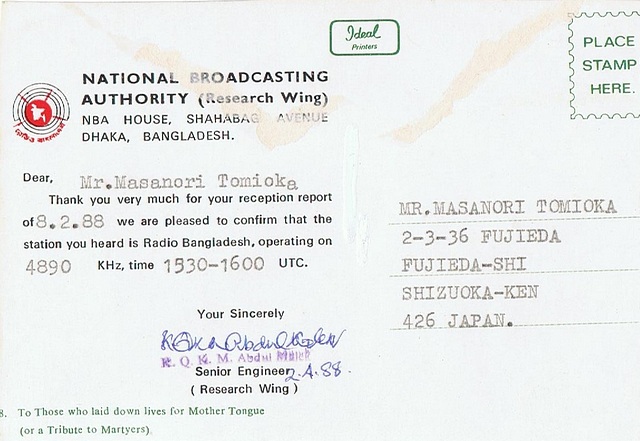 Ideal
Printers
PLACE
STAMP
HERE.
NATIONAL BROADCASTING
AUTHORITY (Research Wing)
NBA HOUSE, SHAHABAG AVENUE
DHAKA, BANGLADESH.
Dear, Mr.Masanori Tomioka
Thank you very much for your reception report
of 8.2.88 we are pleased to confirm that the
station you heard is Radio Bangladesh, operating on
4890 KHz, time 1530-1600 UTC.
Your Sincerely
K. Q. K. M. Abdul
Senior Engineer 2.4.88.
( Research Wing )
MR.MASANORI TOMIOKA
2-3-36 FUJIEDA
FUJIEDA-SHI
SHIZUOKA-KEN
426 JAPAN.
8. To Those who laid down lives for Mother Tongue
(or a Tribute to Martyers)